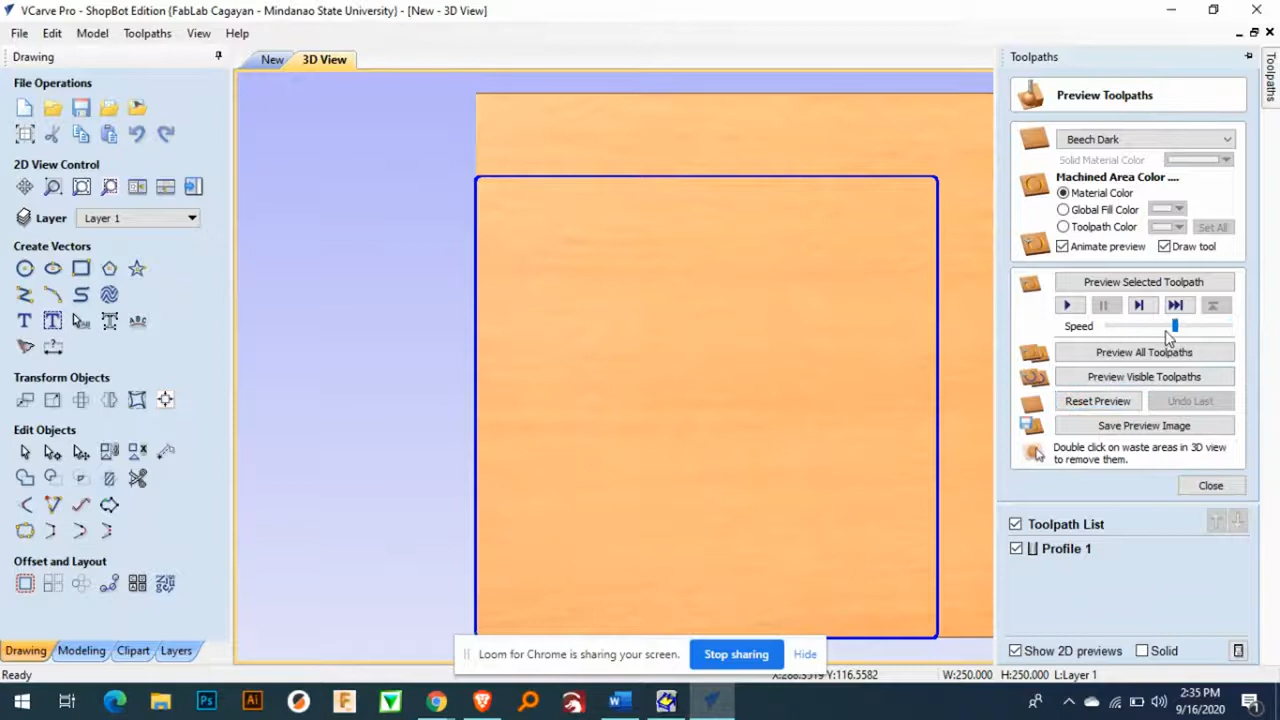 VCarve Pro - ShopBot Edition {FabLab Cagayan - Mindanao State University} - [New - 3D View]
File Edit Model Toolpaths View Help
Drawing
File Operations
2D View Control
Layer Layer 1
Create Vectors
Transform Objects
Edit Objects
Offset and Layout
Drawing Modeling Clipart Layers
Ready
New 3D View
Loom for Chrome is sharing your screen. Stop sharing Hide
Toolpaths
Toolpaths
Preview Toolpaths
Beech Dark
Solid Material Color
Machined Area Color ....
Material Color
Global Fill Color
Toolpath Color Set All
Animate preview Draw tool
Preview Selected Toolpath
Speed
Preview All Toolpaths
Preview Visible Toolpaths
Reset Preview Undo Last
Save Preview Image
Double click on waste areas in 3D view
to remove them.
Close
Toolpath List
Profile 1
Show 2D previews Solid
W:250.000 H:250.000 L:Layer 1
2:35 PM
9/16/2020